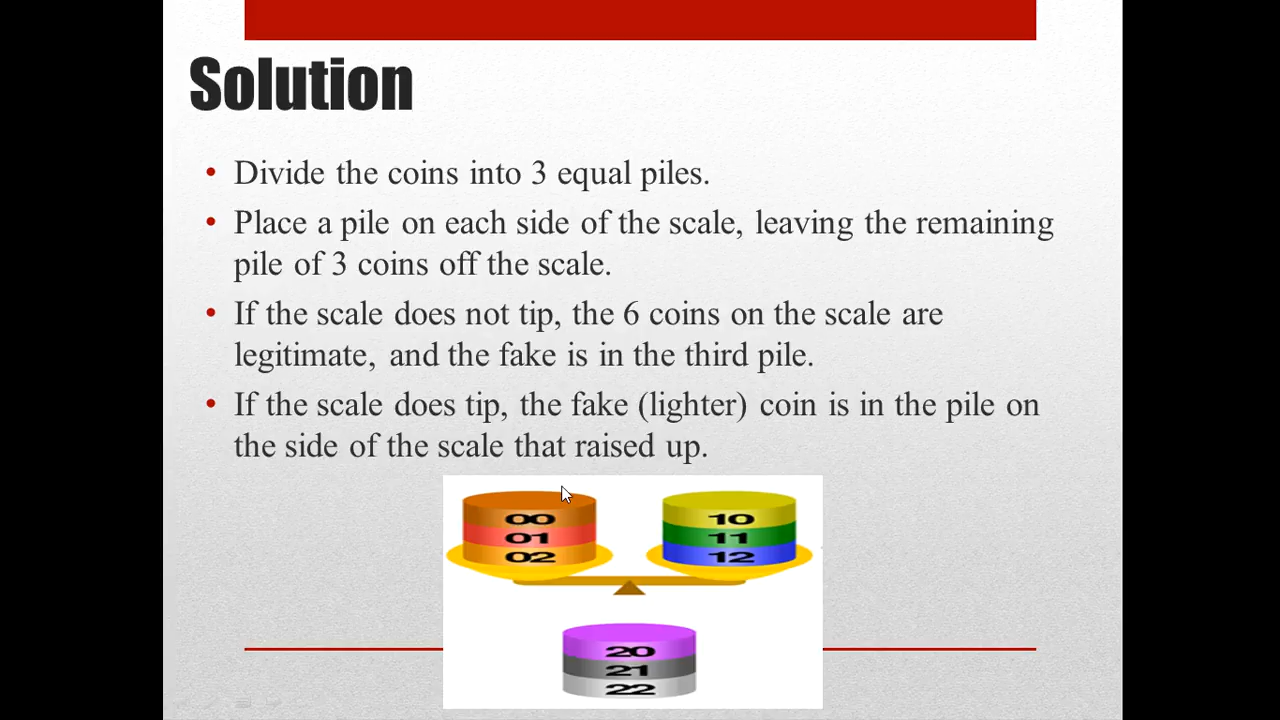 Solution
• Divide the coins into 3 equal piles.
• Place a pile on each side of the scale, leaving the remaining
pile of 3 coins off the scale.
• If the scale does not tip, the 6 coins on the scale are
legitimate, and the fake is in the third pile.
• If the scale does tip, the fake (lighter) coin is in the pile on
the side of the scale that raised up.
00
01
02
10
11
12
20
21
22